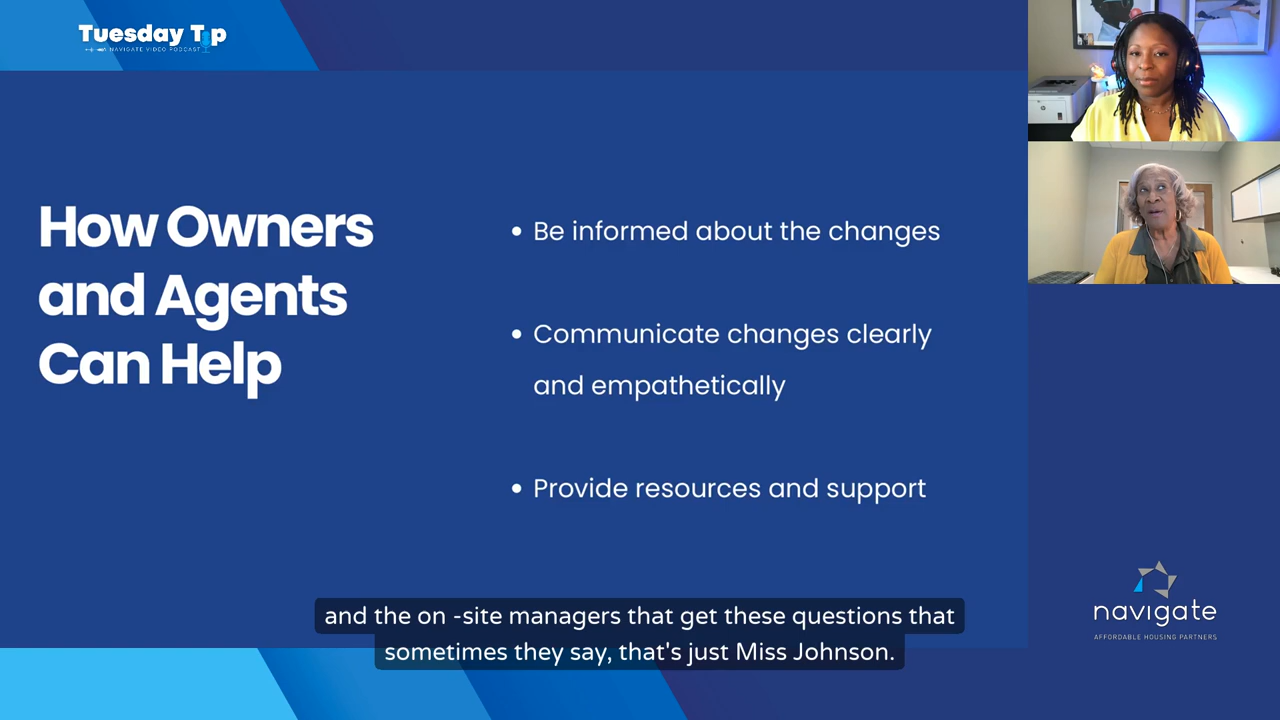 Tuesday Tip
NAVIGATE VIDEO PODCAST
How Owners
and Agents
Can Help
• Be informed about the changes
• Communicate changes clearly
and empathetically
• Provide resources and support
and the on -site managers that get these questions that
sometimes they say, that's just Miss Johnson.
navigate
AFFORDABLE HOUSING PARTNERS